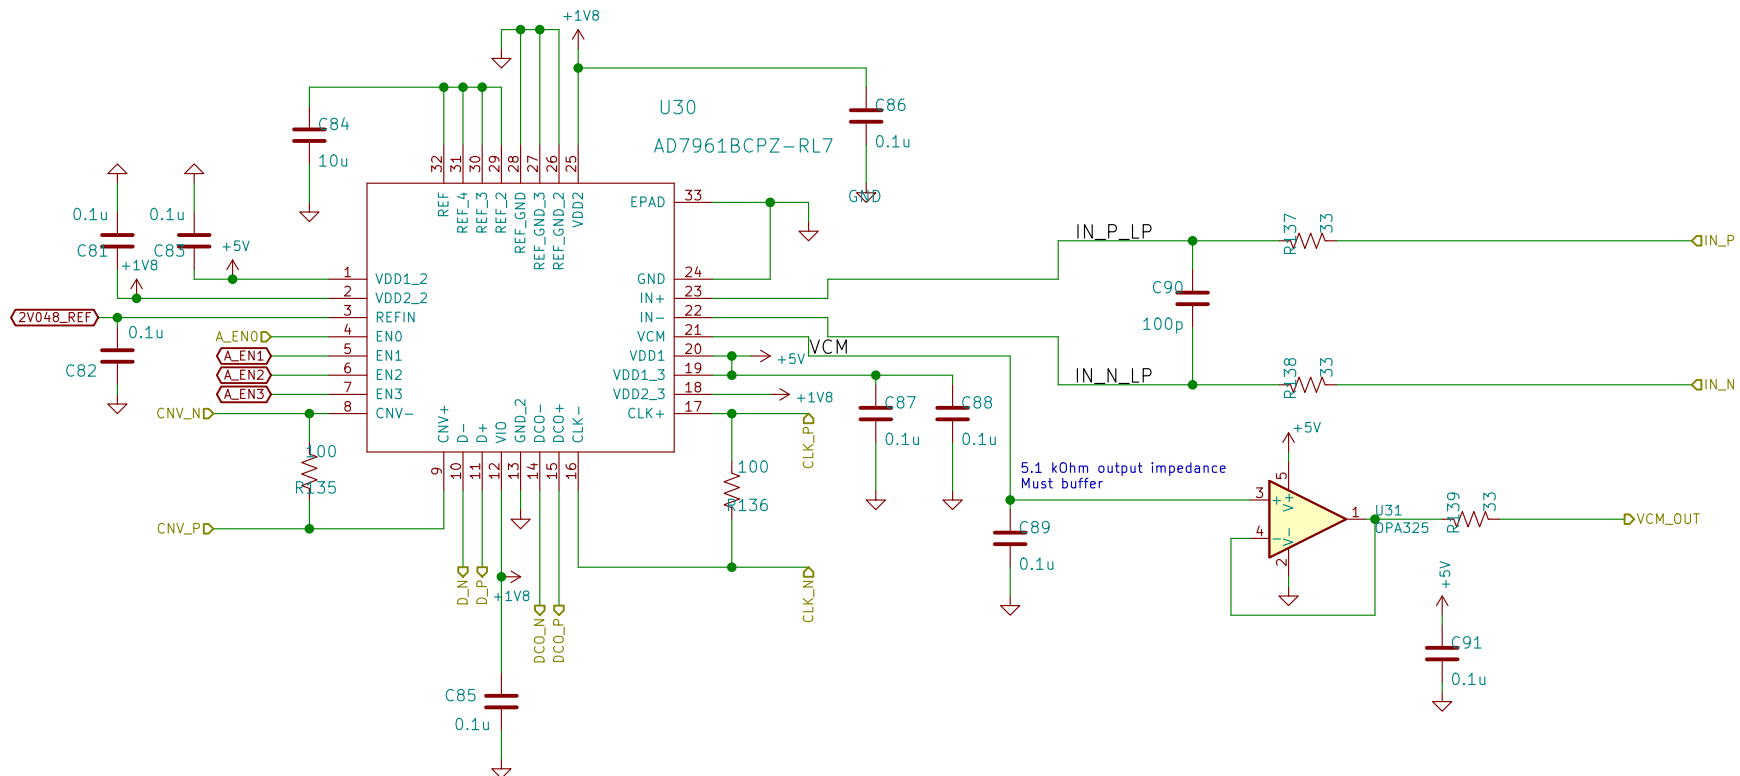 +1V8
C84
10u
U30
AD7961BCPZ-RL7
C86
0.1u
GND
32
31
30
29
28
27
26
25
REF
REF_4
REF_3
REF_2
REF_GND
REF_GND_3
REF_GND_2
VDD2
0.1u
C81
0.1u
C83
+5V
+1V8
2V048_REF
0.1u
C82
A_EN0
A_EN1
A_EN2
A_EN3
CNV_N
CNV_P
100
R135
1 VDD1_2
2 VDD2_2
3 REFIN
4 EN0
5 EN1
6 EN2
7 EN3
8 CNV-
EPAD 33
GND 24
IN+ 23
IN- 22
VCM 21
VDD1 20
VDD1_3 19
VDD2_3 18
CLK+ 17
CNV+
D-
D+
VIO
GND_2
DCO-
DCO+
CLK-
9
10
11
12
13
14
15
16
D_N
D_P
+1V8
DCO_N
DCO_P
C85
0.1u
VCM
+5V
+1V8
CLK_P
100
R136
CLK_N
C87
0.1u
C88
0.1u
IN_P_LP
IN_N_LP
C90
100p
R137
33
IN_P
R138
33
IN_N
5.1 kOhm output impedance
Must buffer
C89
0.1u
+5V
3
4
5
2
1
+
-
V+
V-
U31
OPA325
R139
33
VCM_OUT
+5V
C91
0.1u